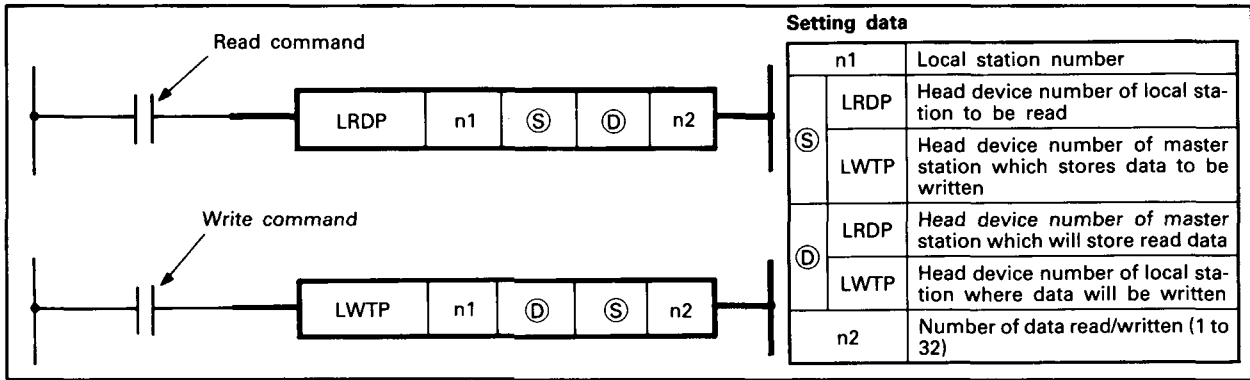 Read command
LRDP n1 Ⓢ Ⓓ n2
Write command
LWTP n1 Ⓓ Ⓢ n2
Setting data
n1 Local station number
Ⓢ
LRDP Head device number of local sta-
tion to be read
LWTP Head device number of master
station which stores data to be
written
Ⓓ
LRDP Head device number of master
station which will store read data
LWTP Head device number of local sta-
tion where data will be written
n2 Number of data read/written (1 to
32)